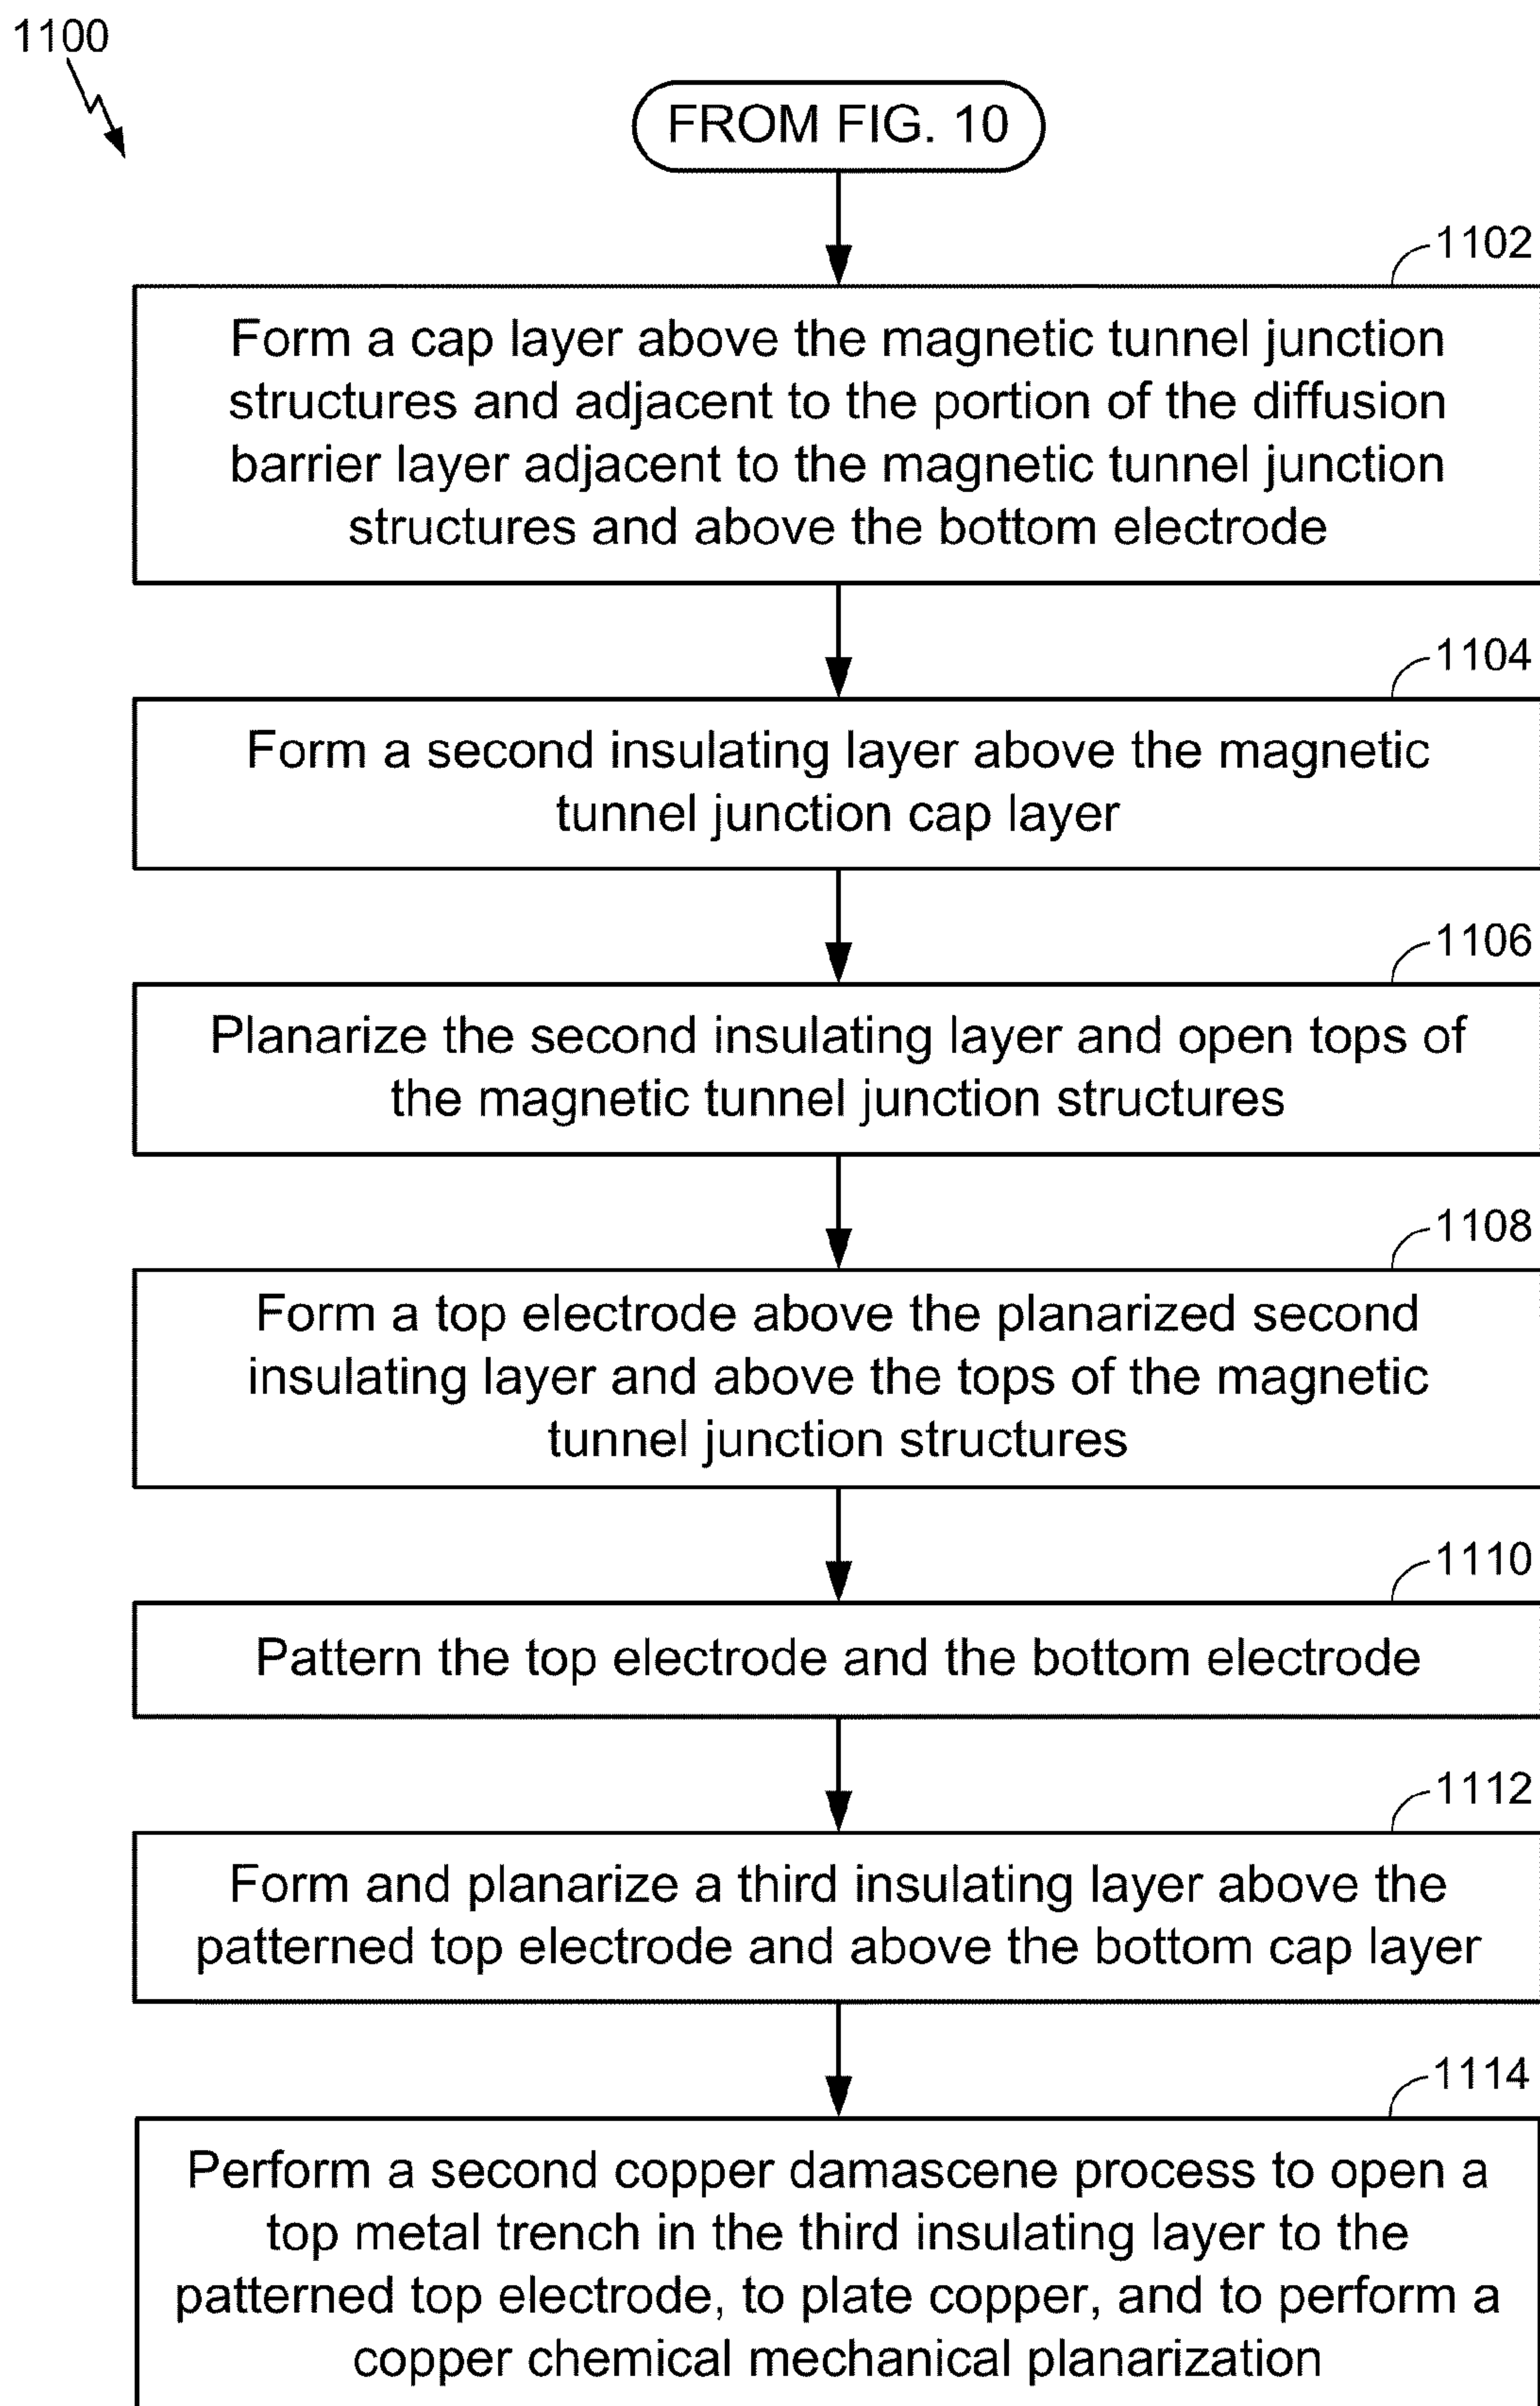 1100
FROM FIG. 10
1102
Form a cap layer above the magnetic tunnel junction
structures and adjacent to the portion of the diffusion
barrier layer adjacent to the magnetic tunnel junction
structures and above the bottom electrode
1104
Form a second insulating layer above the magnetic
tunnel junction cap layer
1106
Planarize the second insulating layer and open tops of
the magnetic tunnel junction structures
1108
Form a top electrode above the planarized second
insulating layer and above the tops of the magnetic
tunnel junction structures
1110
Pattern the top electrode and the bottom electrode
1112
Form and planarize a third insulating layer above the
patterned top electrode and above the bottom cap layer
1114
Perform a second copper damascene process to open a
top metal trench in the third insulating layer to the
patterned top electrode, to plate copper, and to perform a
copper chemical mechanical planarization